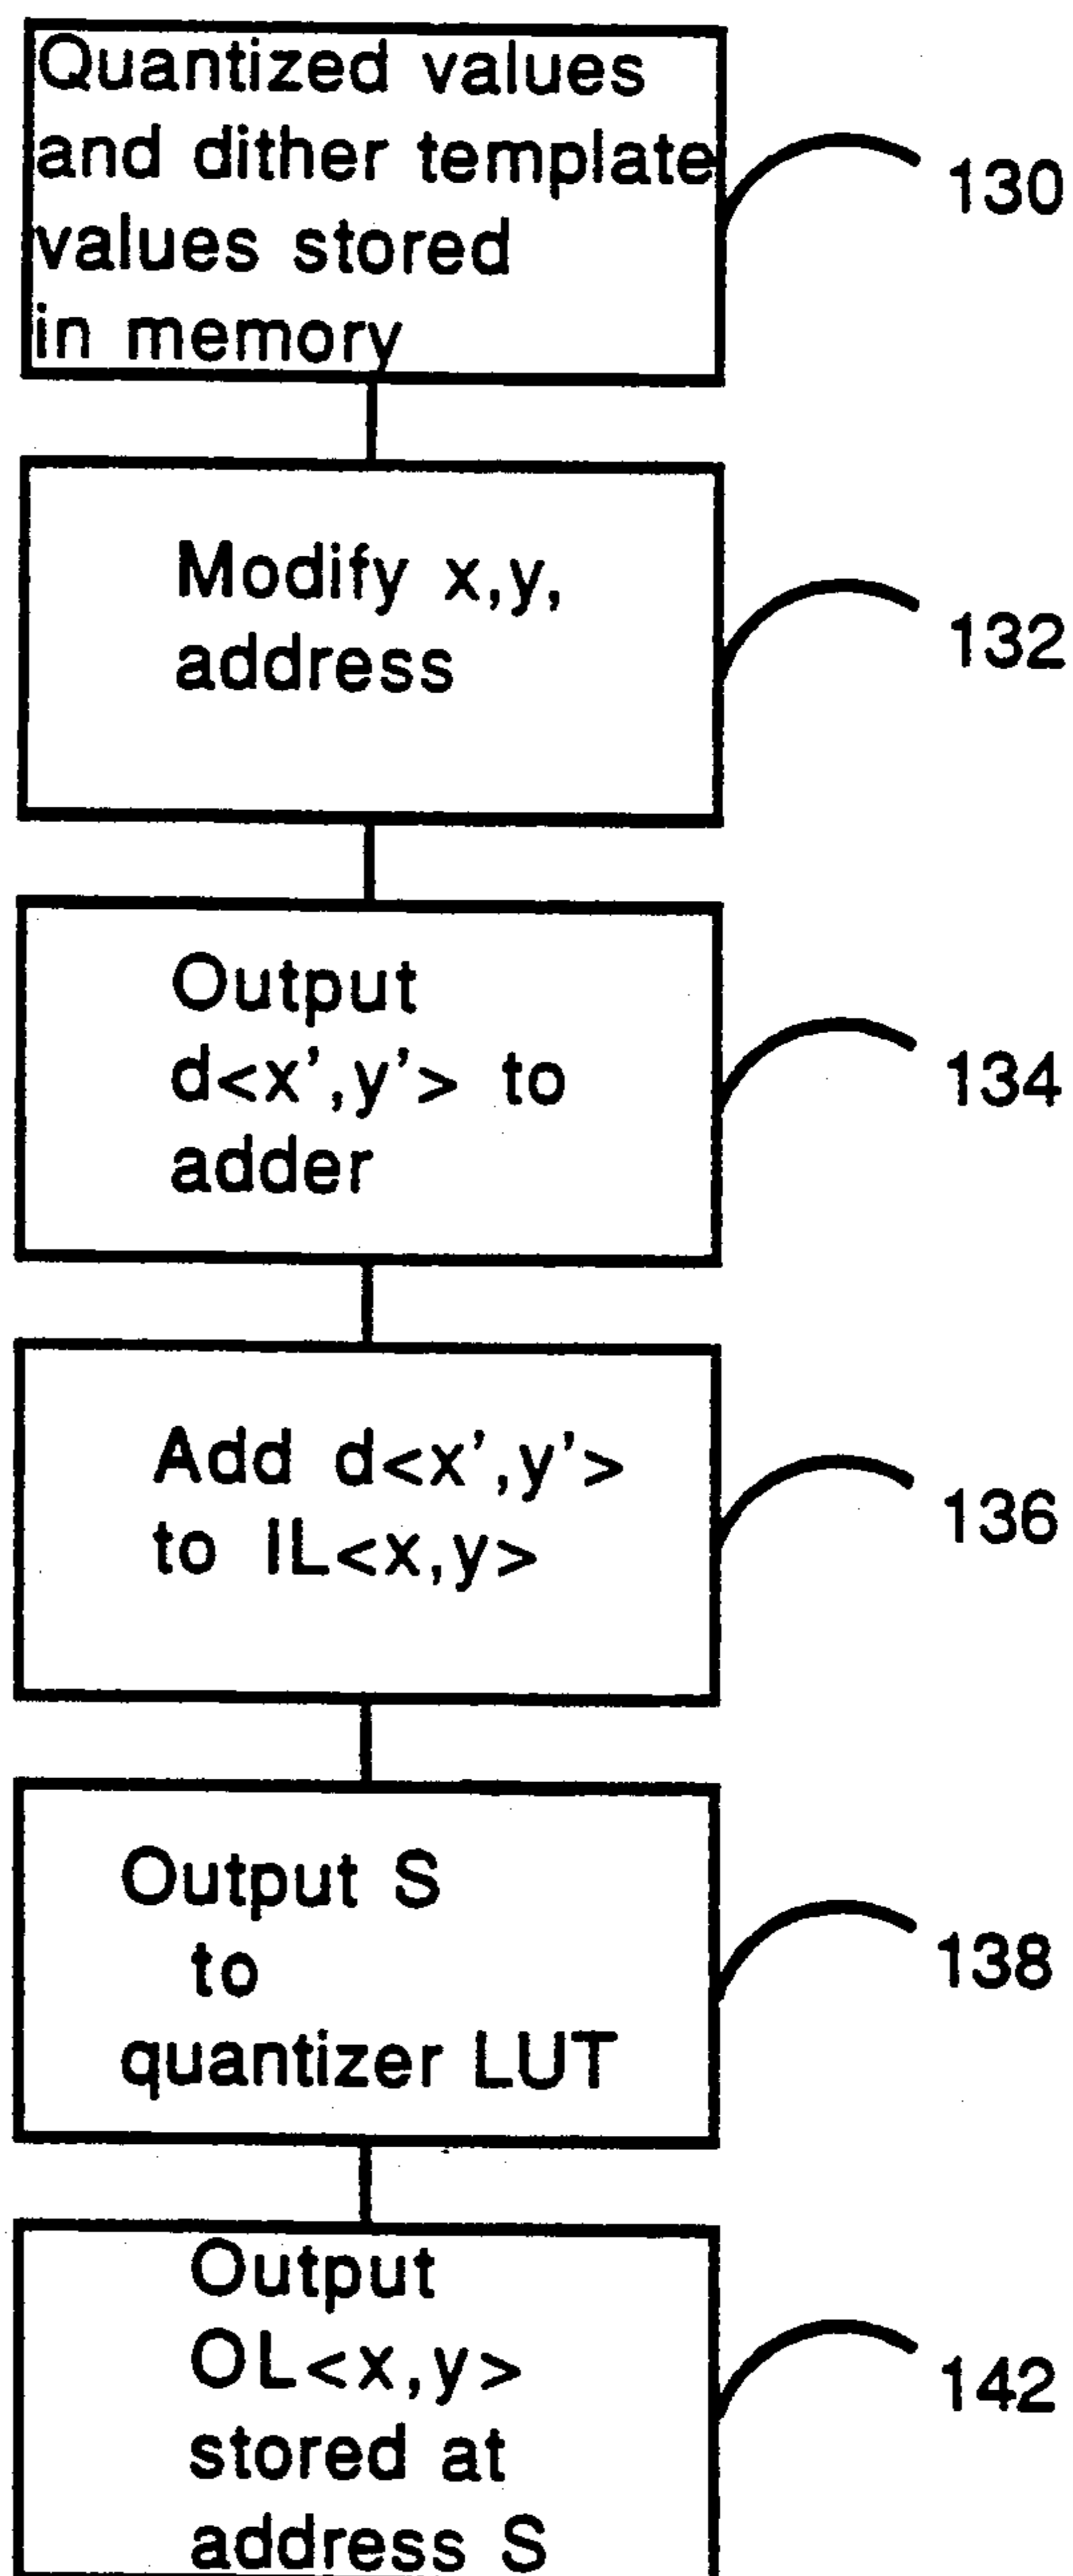 Quantized values
and dither template
values stored
in memory
130
Modify x,y,
address
132
Output
d<x',y'> to
adder
134
Add d<x',y'>
to IL<x,y>
136
Output S
to
quantizer LUT
138
Output
OL<x,y>
stored at
address S
142